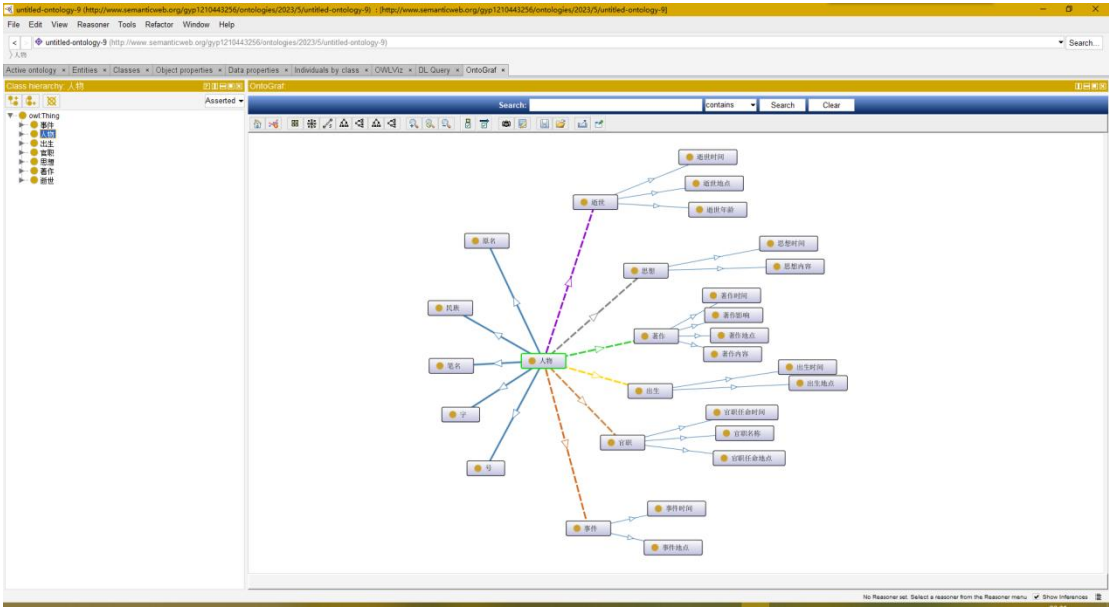 untitled-ontology-9 (http://www.semanticweb.org/gyp1210443256/ontologies/2023/5/untitled-ontology-9) : [http://www.semanticweb.org/gyp1210443256/ontologies/2023/5/untitled-ontology-9]
File Edit View Reasoner Tools Refactor Window Help
< > untitled-ontology-9 (http://www.semanticweb.org/gyp1210443256/ontologies/2023/5/untitled-ontology-9) Search...
人物
Active ontology × Entities × Classes × Object properties × Data properties × Individuals by class × OWLViz × DL Query × OntoGraf ×
Class hierarchy: 人物
Asserted
owl:Thing
事件
人物
出生
官职
思想
著作
逝世
OntoGraf:
Search: contains Search Clear
逝世时间
逝世地点
逝世
逝世年龄
原名
思想时间
思想
思想内容
著作时间
民族
著作影响
著作
著作地点
著作内容
人物
笔名
出生时间
出生地点
出生
官职任命时间
字
官职名称
官职
官职任命地点
号
事件时间
事件
事件地点
No Reasoner set. Select a reasoner from the Reasoner menu Show Inferences